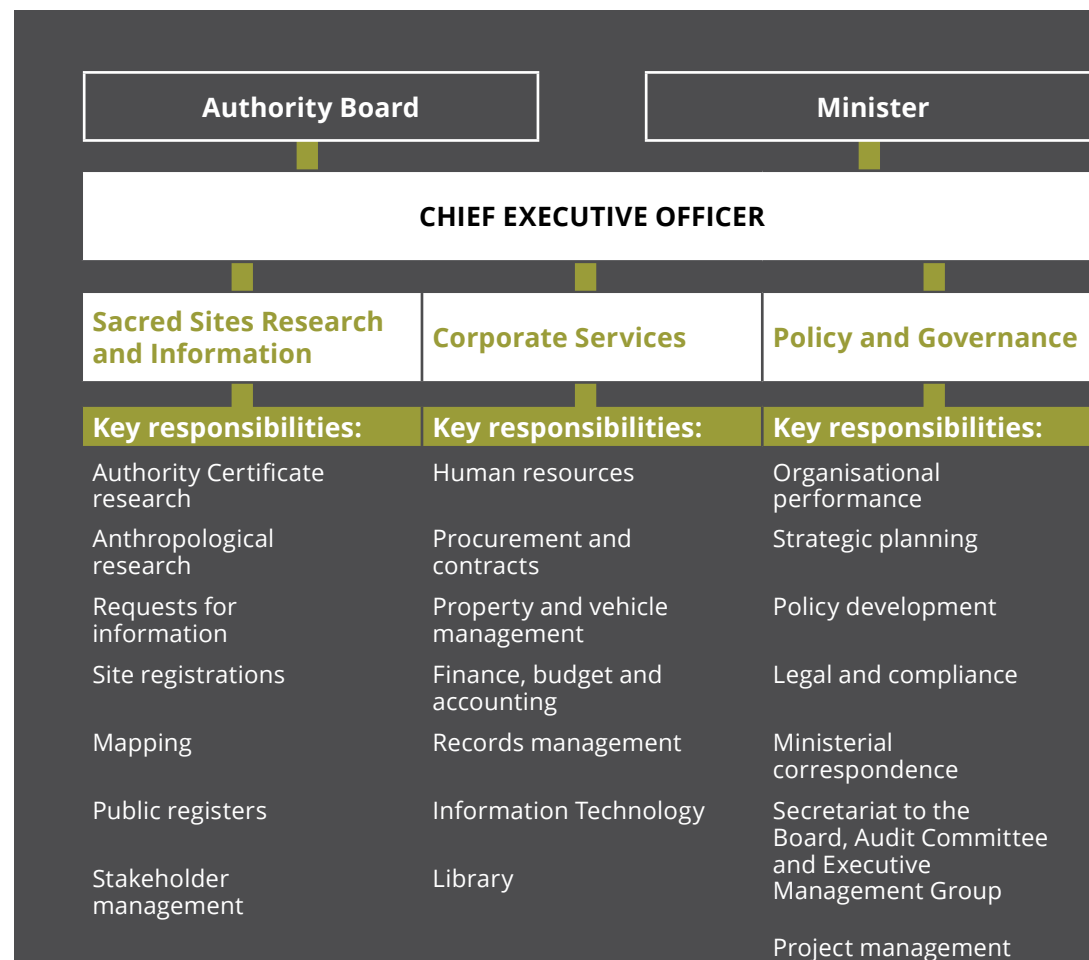 Authority Board
Minister
CHIEF EXECUTIVE OFFICER
Sacred Sites Research
and Information
Key responsibilities:
Authority Certificate
research
Anthropological
research
Requests for
information
Site registrations
Mapping
Public registers
Stakeholder
management
Corporate Services
Key responsibilities:
Human resources
Procurement and
contracts
Property and vehicle
management
Finance, budget and
accounting
Records management
Information Technology
Library
Policy and Governance
Key responsibilities:
Organisational
performance
Strategic planning
Policy development
Legal and compliance
Ministerial
correspondence
Secretariat to the
Board, Audit Committee
and Executive
Management Group
Project management